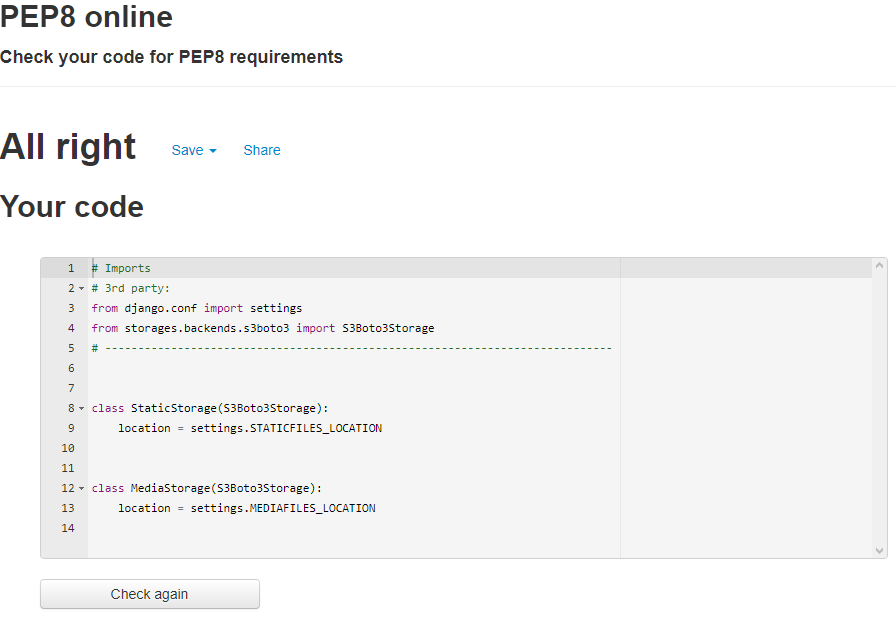 PEP8 online
Check your code for PEP8 requirements
All right Save Share
Your code
1 # Imports
2 # 3rd party:
3 from django.conf import settings
4 from storages.backends.s3boto3 import S3Boto3Storage
5 # -----------------------------------------------------------------------------
6
7
8 class StaticStorage(S3Boto3Storage):
9     location = settings.STATICFILES_LOCATION
10
11
12 class MediaStorage(S3Boto3Storage):
13     location = settings.MEDIAFILES_LOCATION
14
Check again